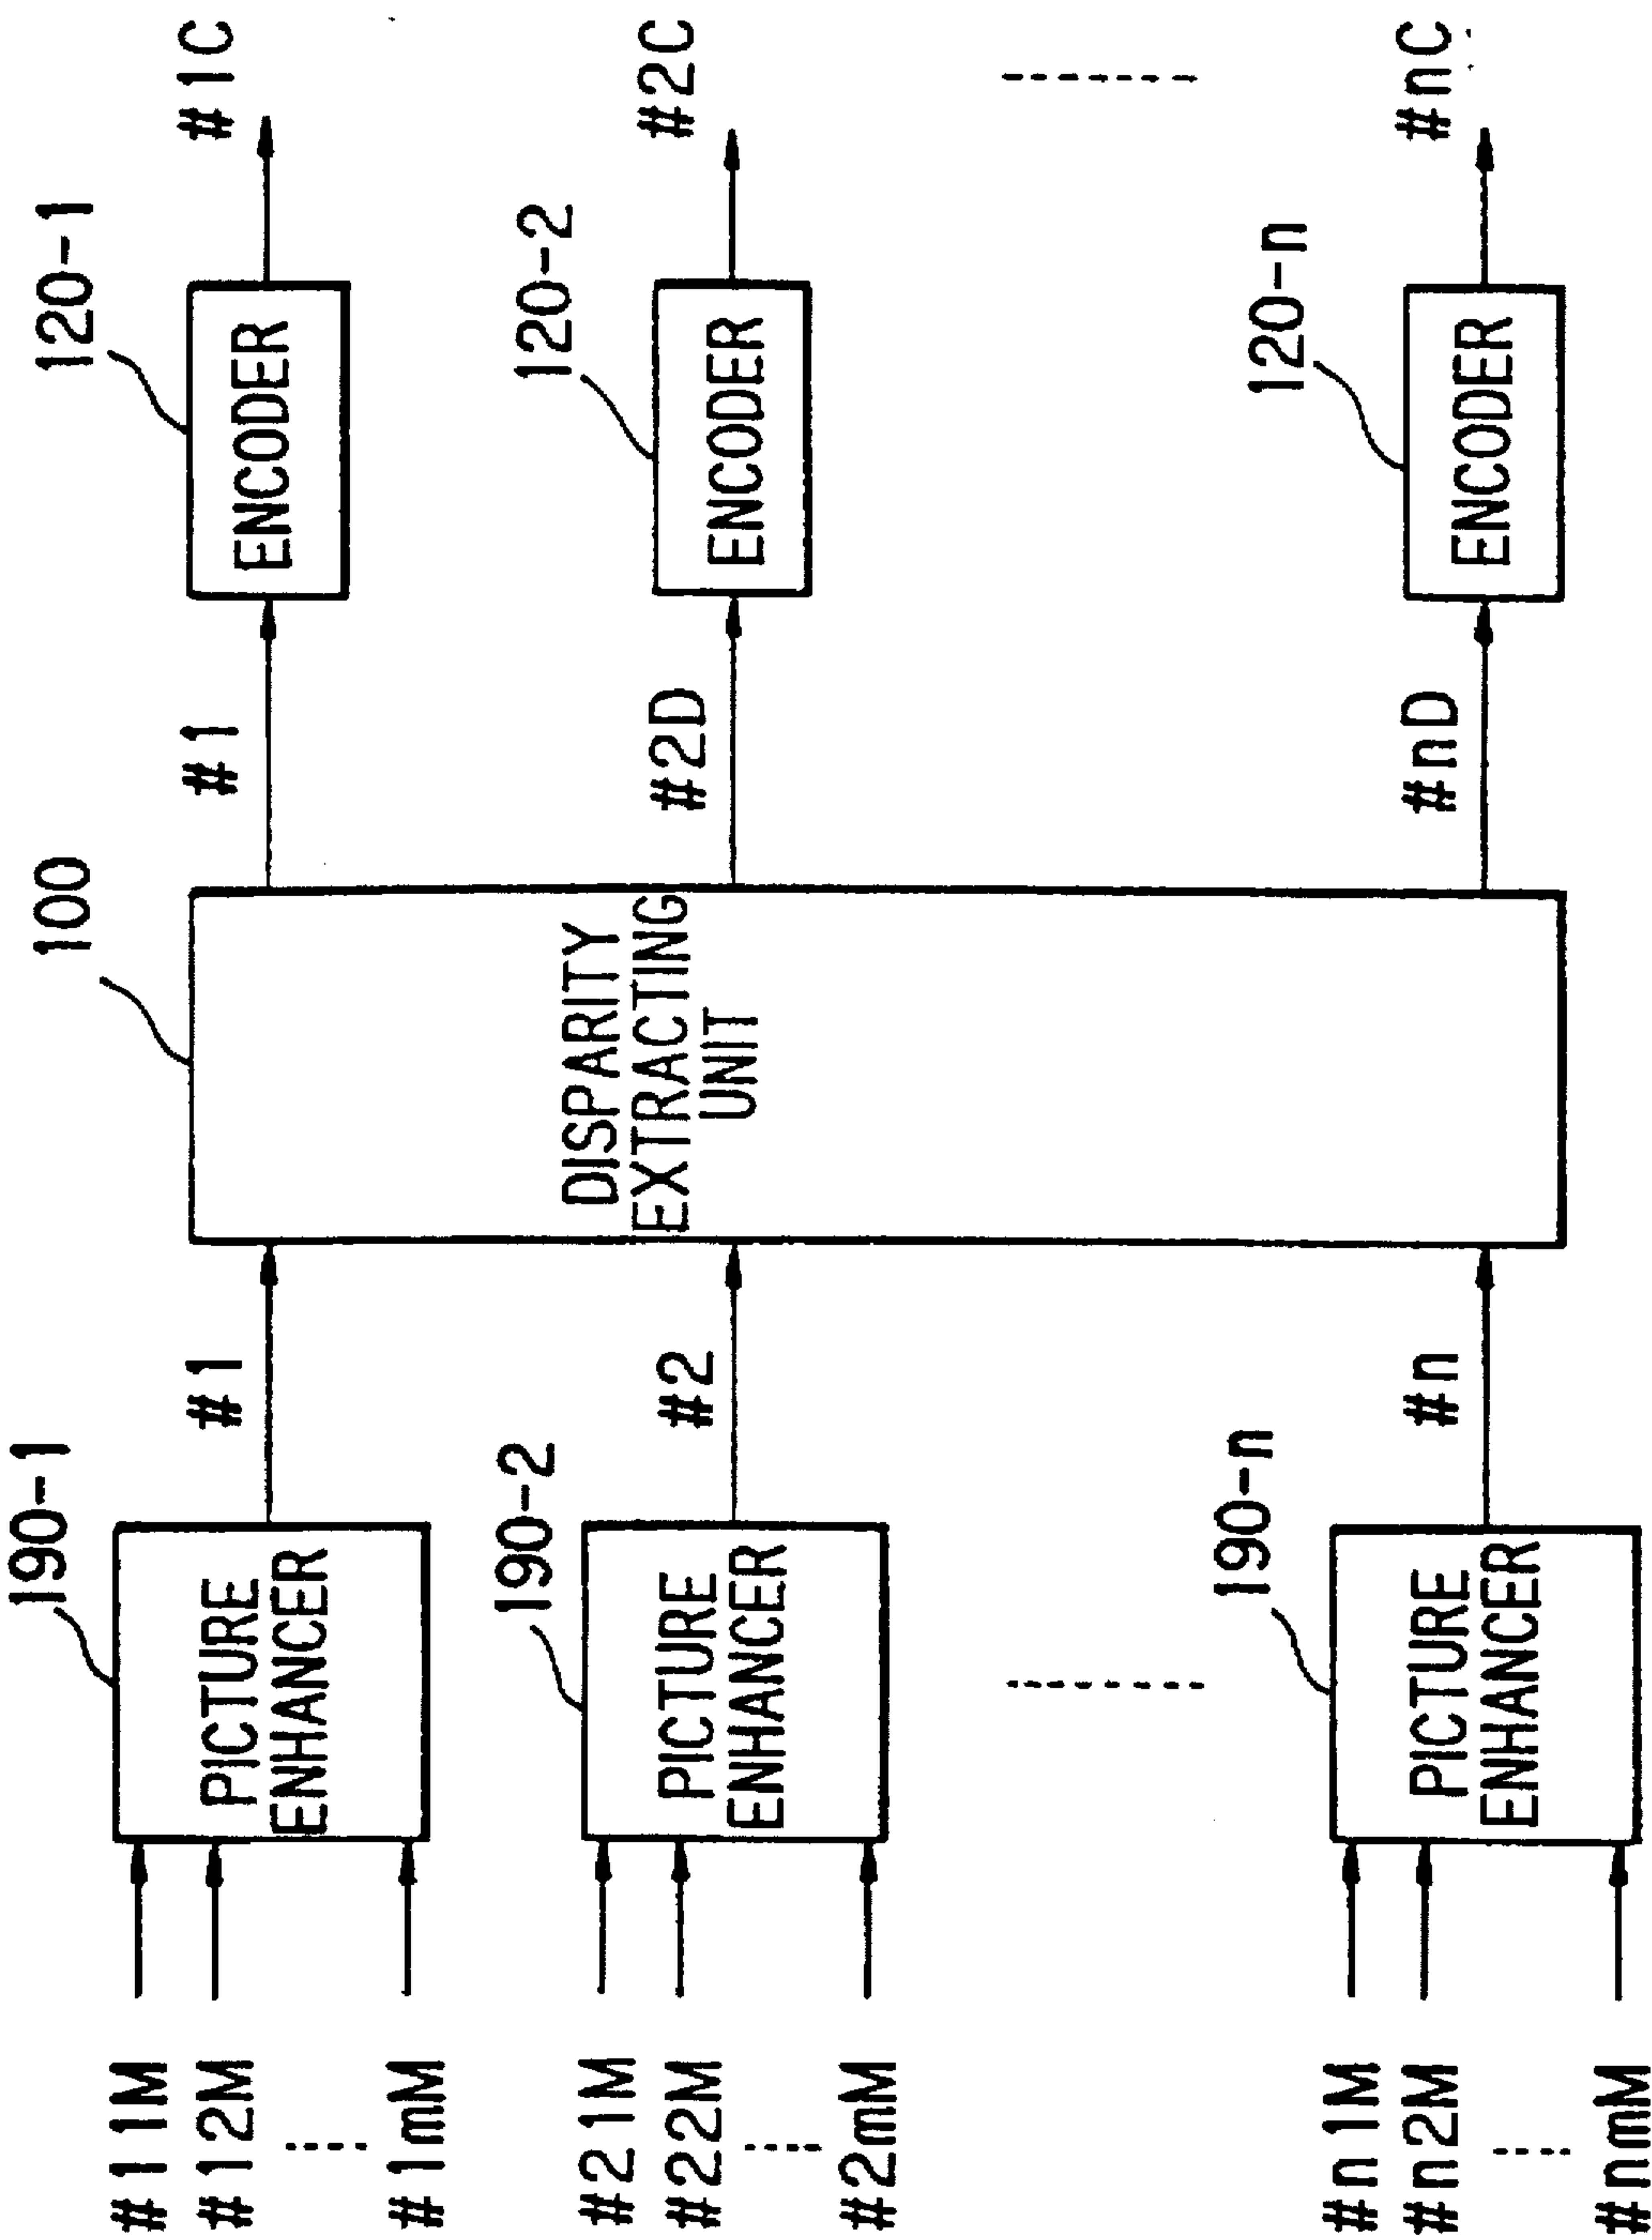 #11M
#12M
#1mM
190-1
PICTURE
ENHANCER
#1
100
DISPARITY
EXTRACTING
UNIT
#1
120-1
ENCODER
#1C
#21M
#22M
#2mM
190-2
PICTURE
ENHANCER
#2
#2D
120-2
ENCODER
#2C
#n1M
#n2M
#nmM
190-n
PICTURE
ENHANCER
#n
#nD
120-n
ENCODER
#nC